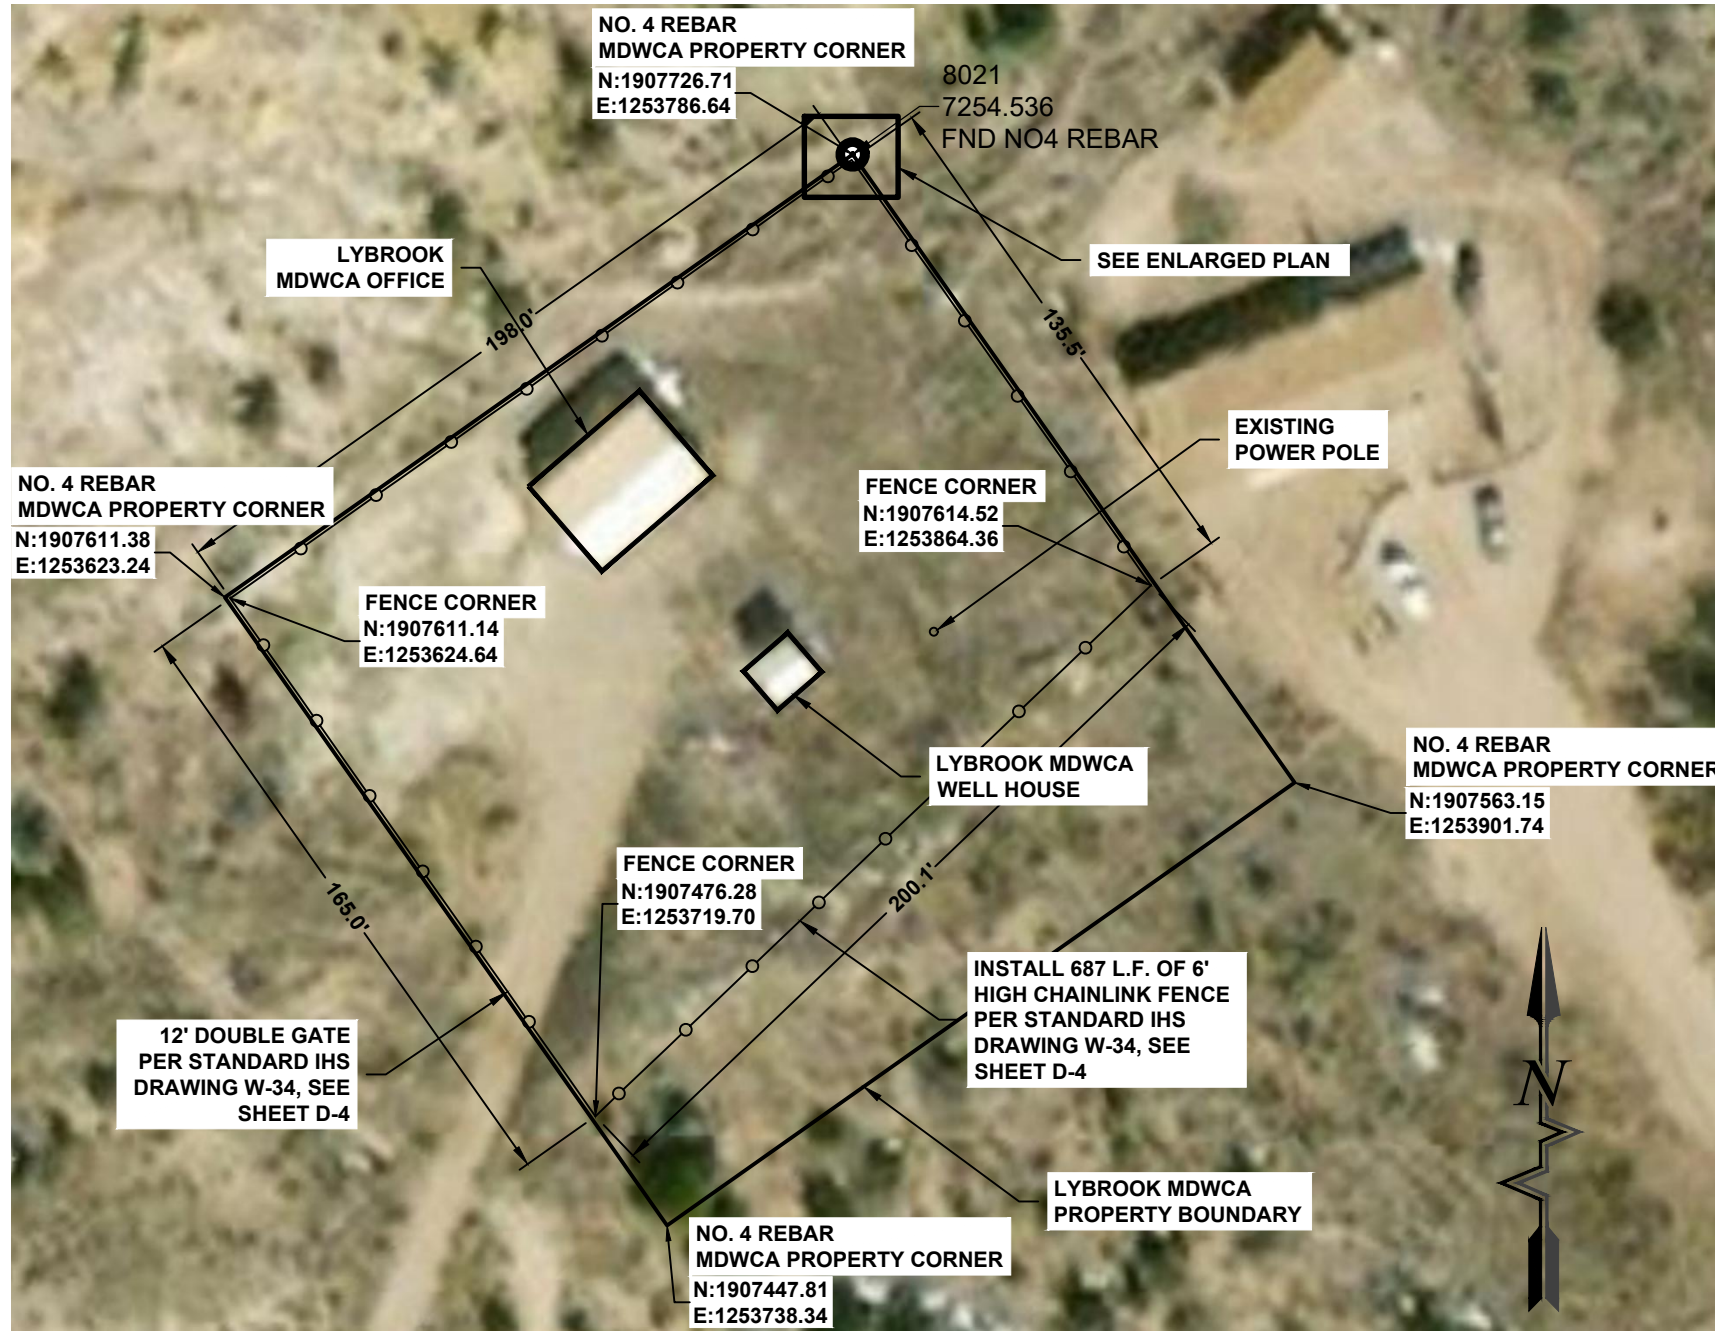 NO. 4 REBAR
MDWCA PROPERTY CORNER
N:1907726.71
E:1253786.64
8021
7254.536
FND NO4 REBAR
LYBROOK
MDWCA OFFICE
SEE ENLARGED PLAN
198.0'
135.5'
EXISTING
POWER POLE
NO. 4 REBAR
MDWCA PROPERTY CORNER
N:1907611.38
E:1253623.24
FENCE CORNER
N:1907614.52
E:1253864.36
FENCE CORNER
N:1907611.14
E:1253624.64
LYBROOK MDWCA
WELL HOUSE
NO. 4 REBAR
MDWCA PROPERTY CORNER
N:1907563.15
E:1253901.74
FENCE CORNER
N:1907476.28
E:1253719.70
165.0'
200.1'
INSTALL 687 L.F. OF 6'
HIGH CHAINLINK FENCE
PER STANDARD IHS
DRAWING W-34, SEE
SHEET D-4
12' DOUBLE GATE
PER STANDARD IHS
DRAWING W-34, SEE
SHEET D-4
N
LYBROOK MDWCA
PROPERTY BOUNDARY
NO. 4 REBAR
MDWCA PROPERTY CORNER
N:1907447.81
E:1253738.34